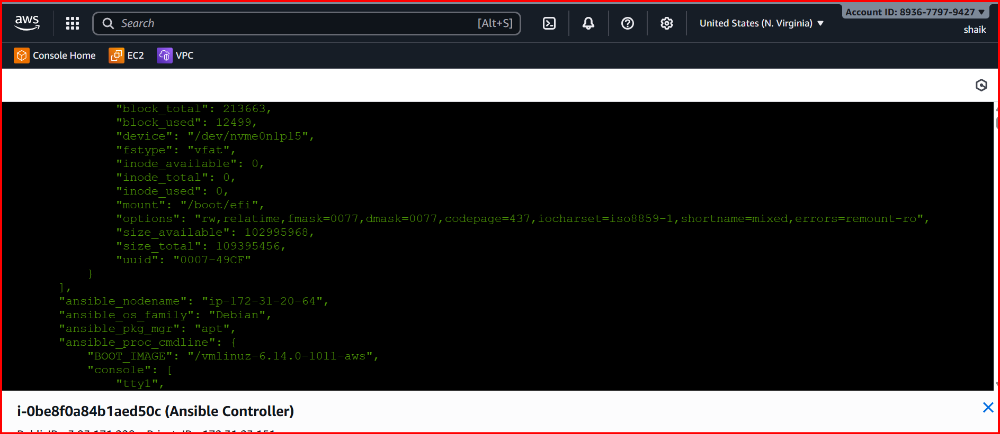 aws
Search
[Alt+S]
United States (N. Virginia)
Account ID: 8936-7797-9427
shaik
Console Home
EC2
VPC
"block_total": 213663,
"block_used": 12499,
"device": "/dev/nvme0n1p15",
"fstype": "vfat",
"inode_available": 0,
"inode_total": 0,
"inode_used": 0,
"mount": "/boot/efi",
"options": "rw,relatime,fmask=0077,dmask=0077,codepage=437,iocharset=iso8859-1,shortname=mixed,errors=remount-ro",
"size_available": 102995968,
"size_total": 109395456,
"uuid": "0007-49CF"
}
],
"ansible_nodename": "ip-172-31-20-64",
"ansible_os_family": "Debian",
"ansible_pkg_mgr": "apt",
"ansible_proc_cmdline": {
"BOOT_IMAGE": "/vmlinuz-6.14.0-1011-aws",
"console": [
"tty1",
i-0be8f0a84b1aed50c (Ansible Controller)